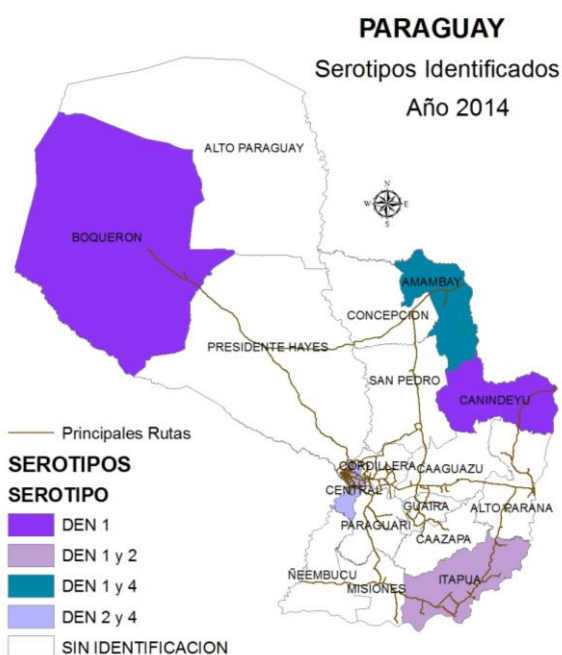 PARAGUAY
Serotipos Identificados
Año 2014
ALTO PARAGUAY
N
W E
S
BOQUERON
AMAMBAY
CONCEPCION
PRESIDENTE HAYES
SAN PEDRO
CANINDEYU
CORDILLERA
CAAGUAZU
CENTRAL
GUAIRA
ALTO PARANA
PARAGUARI
CAAZAPA
ÑEEMBUCU
MISIONES
ITAPUA
Principales Rutas
SEROTIPOS
SEROTIPO
DEN 1
DEN 1 y 2
DEN 1 y 4
DEN 2 y 4
SIN IDENTIFICACION